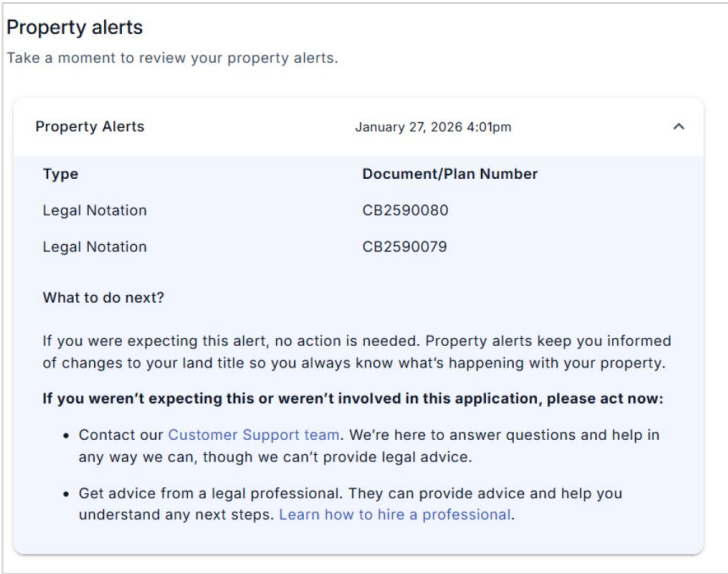 Property alerts
Take a moment to review your property alerts.
Property Alerts January 27, 2026 4:01pm
Type Document/Plan Number
Legal Notation CB2590080
Legal Notation CB2590079
What to do next?
If you were expecting this alert, no action is needed. Property alerts keep you informed
of changes to your land title so you always know what’s happening with your property.
If you weren’t expecting this or weren’t involved in this application, please act now:
• Contact our Customer Support team. We’re here to answer questions and help in
any way we can, though we can’t provide legal advice.
• Get advice from a legal professional. They can provide advice and help you
understand any next steps. Learn how to hire a professional.